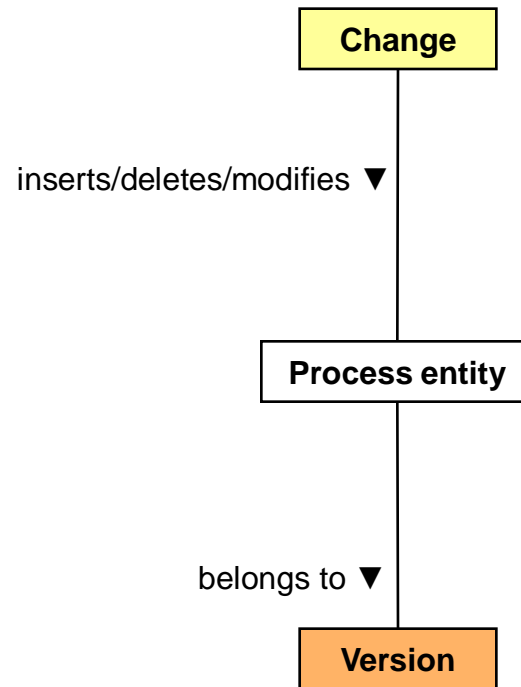 Change
inserts/deletes/modifies ▼
Process entity
belongs to ▼
Version